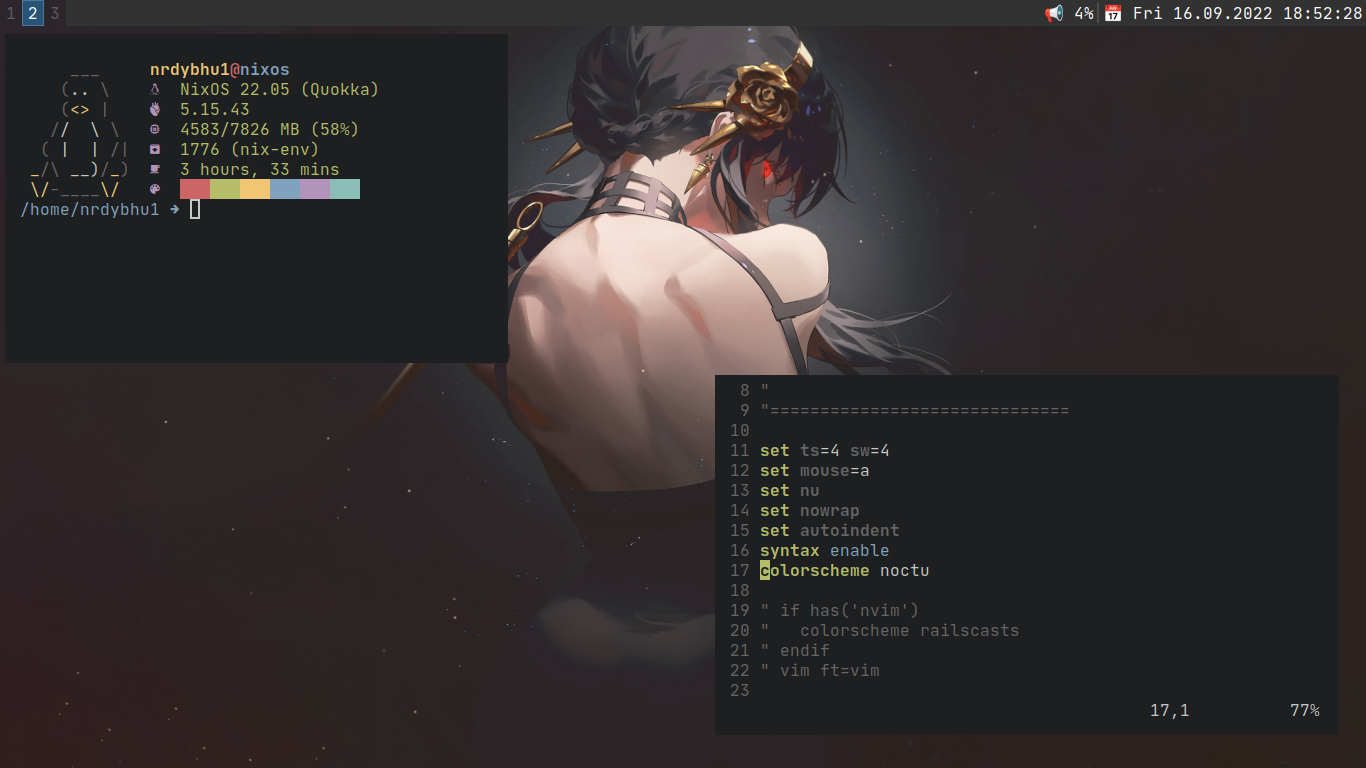 1 2 3
4% Fri 16.09.2022 18:52:28
nrdybhu1@nixos
NixOS 22.05 (Quokka)
5.15.43
4583/7826 MB (58%)
1776 (nix-env)
3 hours, 33 mins
/home/nrdybhu1 ➜
8 "
9 "==============================
10
11 set ts=4 sw=4
12 set mouse=a
13 set nu
14 set nowrap
15 set autoindent
16 syntax enable
17 colorscheme noctu
18
19 " if has('nvim')
20 "   colorscheme railscasts
21 " endif
22 " vim ft=vim
23
17,1 77%